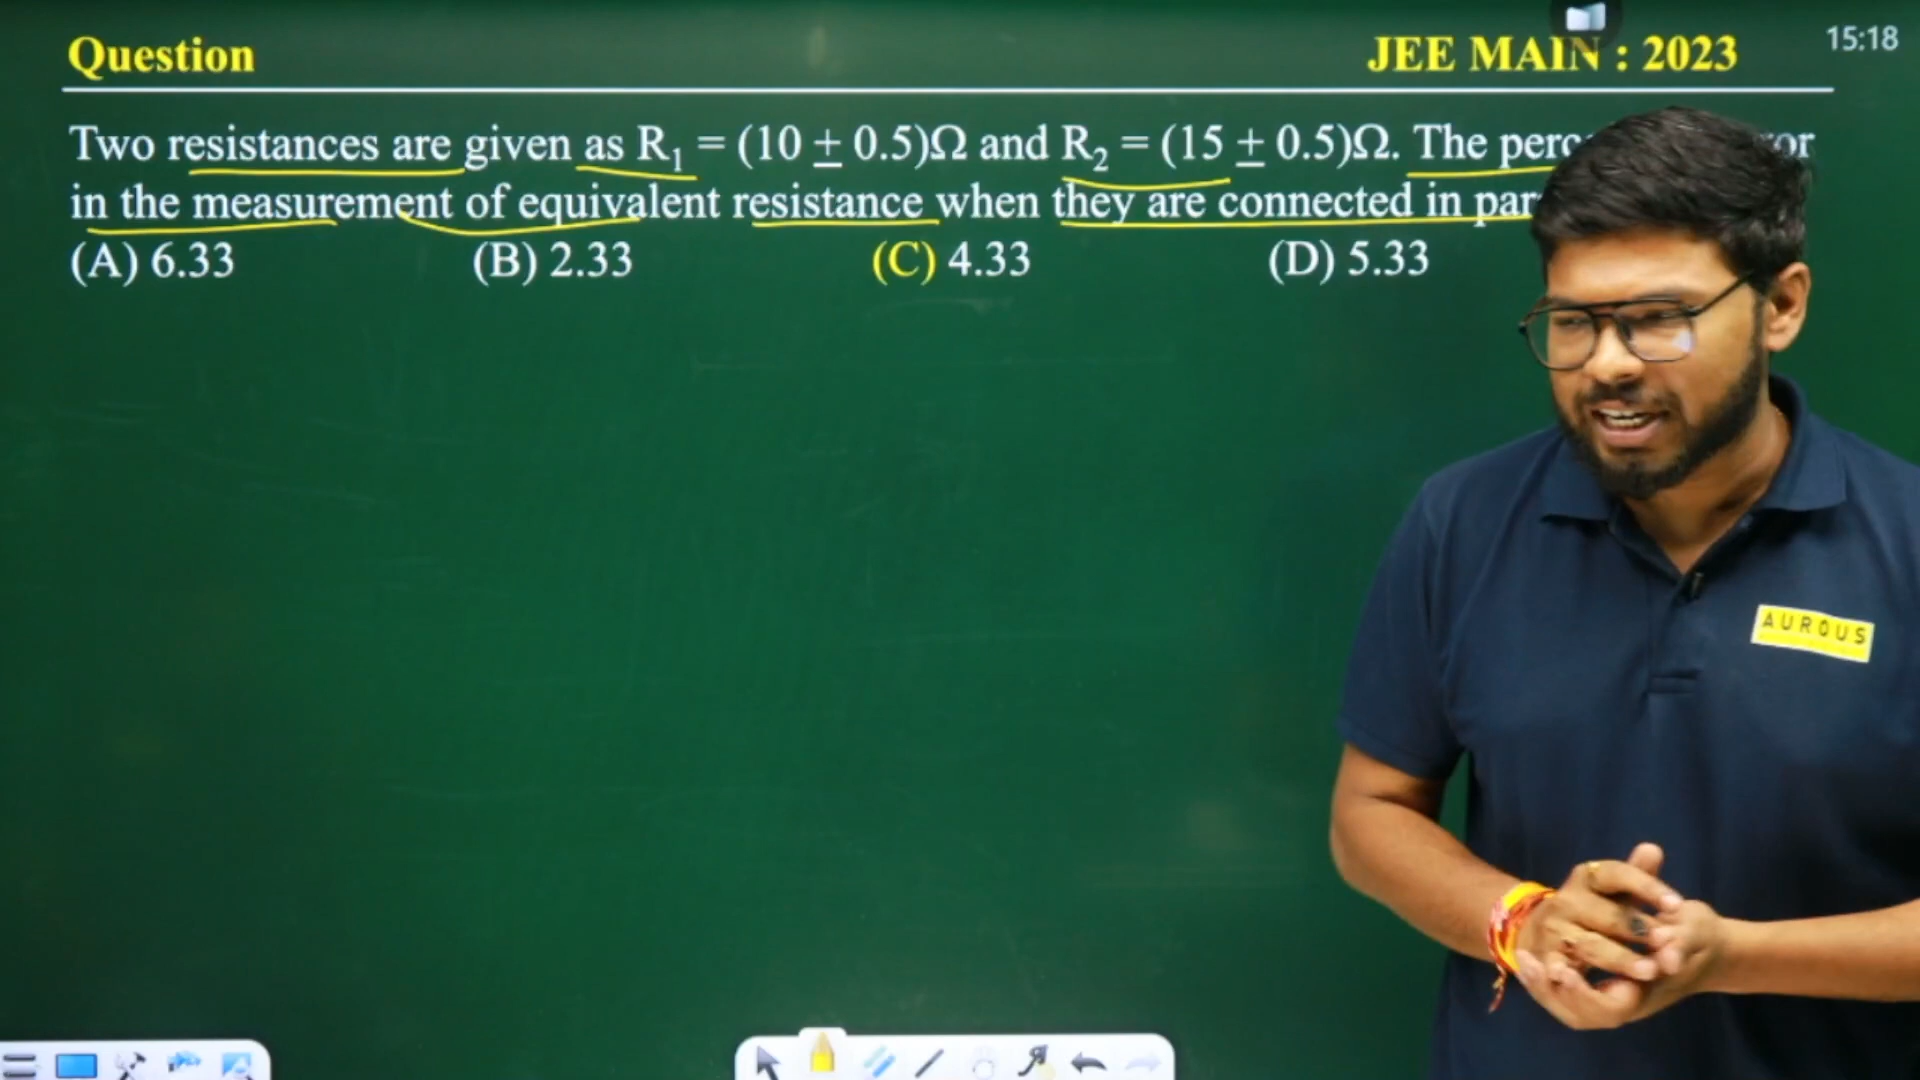 Question
JEE MAIN : 2023
15:18
Two resistances are given as R₁ = (10 ± 0.5)Ω and R₂ = (15 ± 0.5)Ω. The
in the measurement of equivalent resistance when they are connected in
(A) 6.33 (B) 2.33 (C) 4.33 (D) 5.33
AUROUS